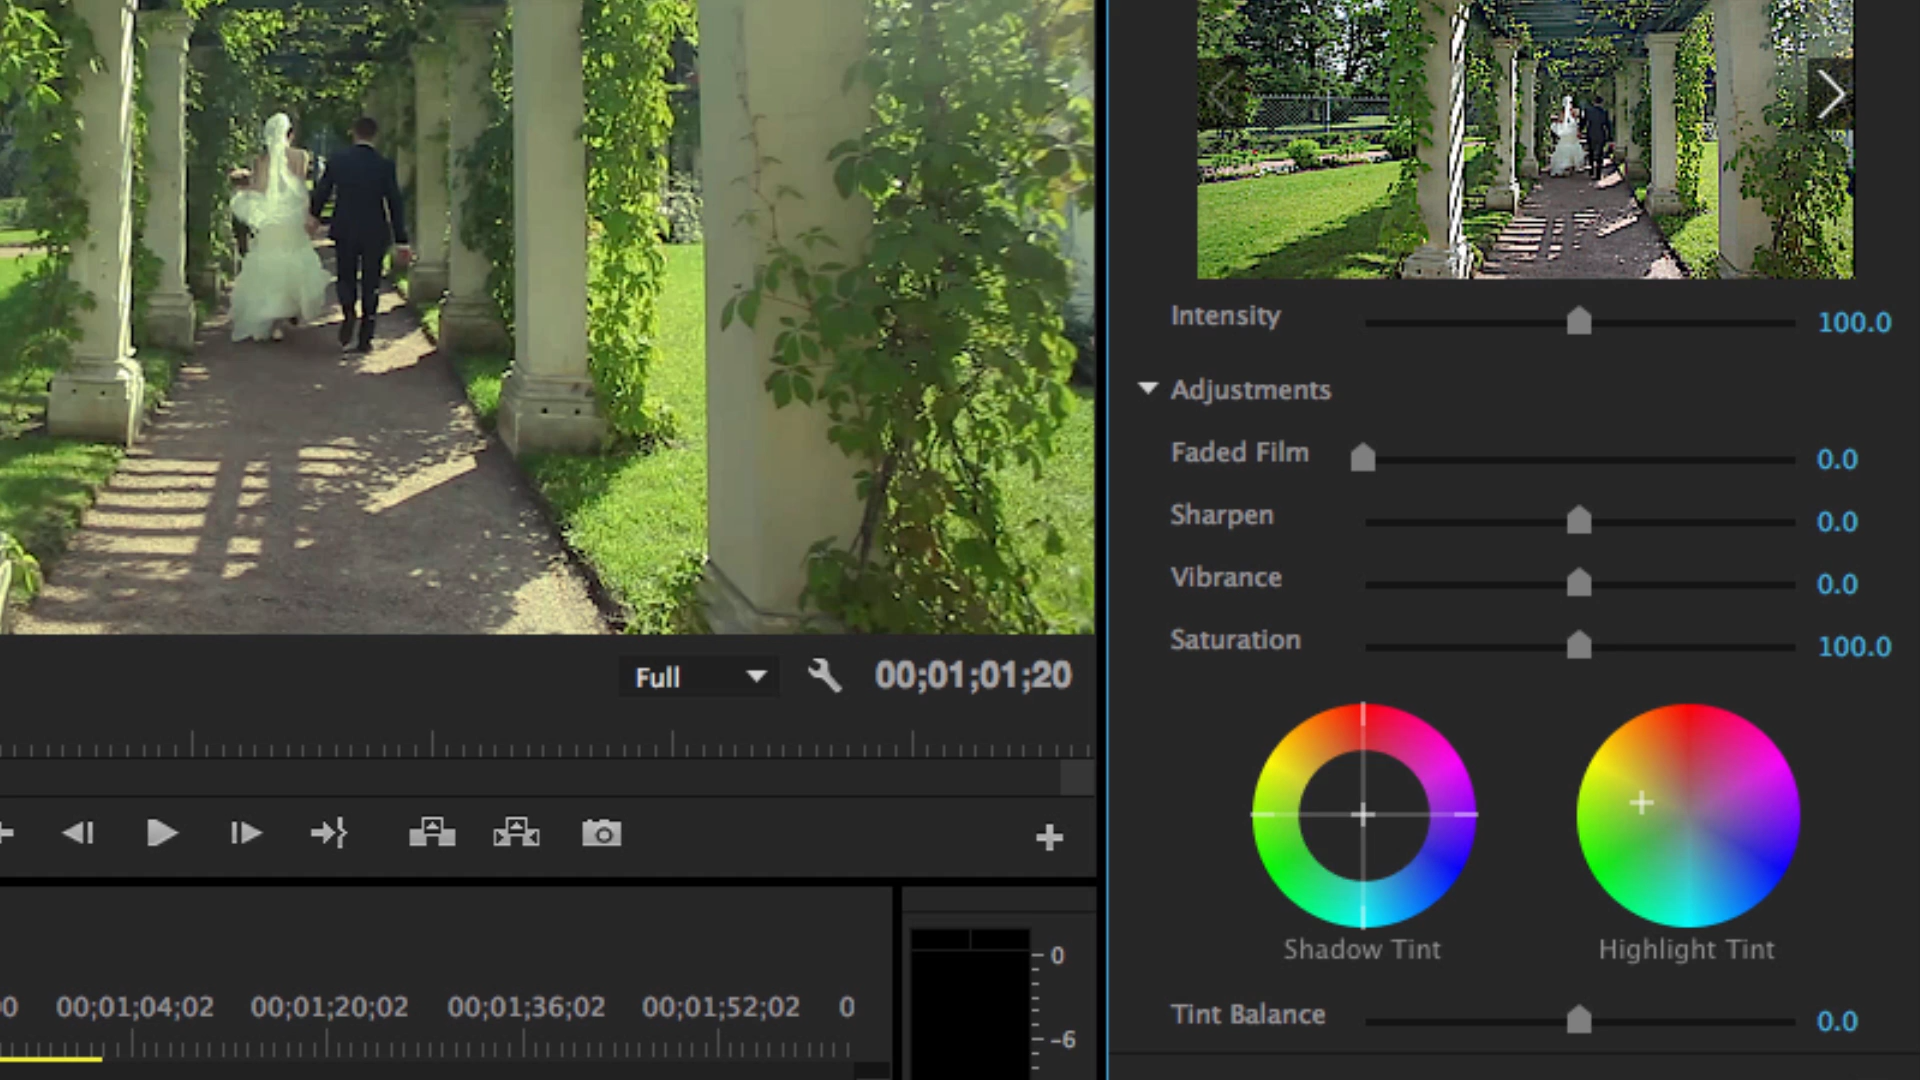 Intensity 100.0
Adjustments
Faded Film 0.0
Sharpen 0.0
Vibrance 0.0
Saturation 100.0
Full 00;01;01;20
Shadow Tint Highlight Tint
Tint Balance 0.0
0
-6
00;01;04;02 00;01;20;02 00;01;36;02 00;01;52;02 0